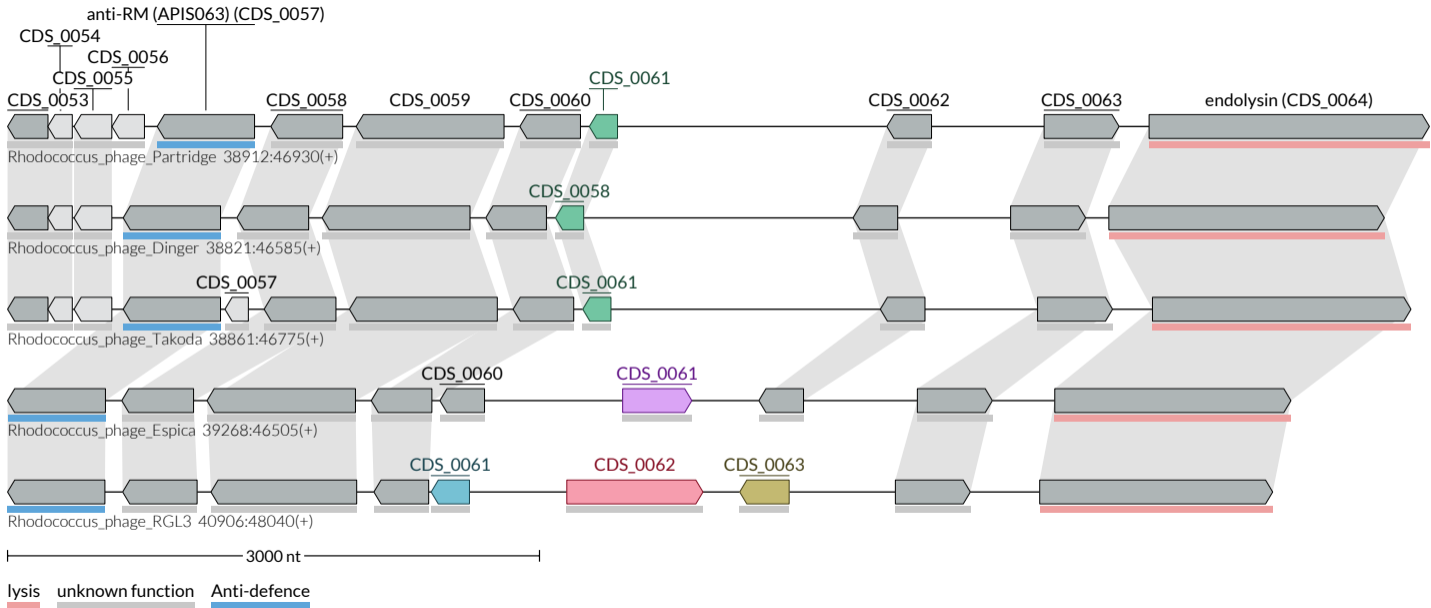 anti-RM (APIS063) (CDS_0057)
CDS_0054
CDS_0056
CDS_0055
CDS_0061
CDS_0053
CDS_0058
CDS_0059
CDS_0060
CDS_0062
CDS_0063
endolysin (CDS_0064)
Rhodococcus_phage_Partridge 38912:46930(+)
CDS_0058
Rhodococcus_phage_Dinger 38821:46585(+)
CDS_0057
CDS_0061
Rhodococcus_phage_Takoda 38861:46775(+)
CDS_0060
CDS_0061
Rhodococcus_phage_Espica 39268:46505(+)
CDS_0061
CDS_0062
CDS_0063
Rhodococcus_phage_RGL3 40906:48040(+)
3000 nt
lysis
unknown function
Anti-defence